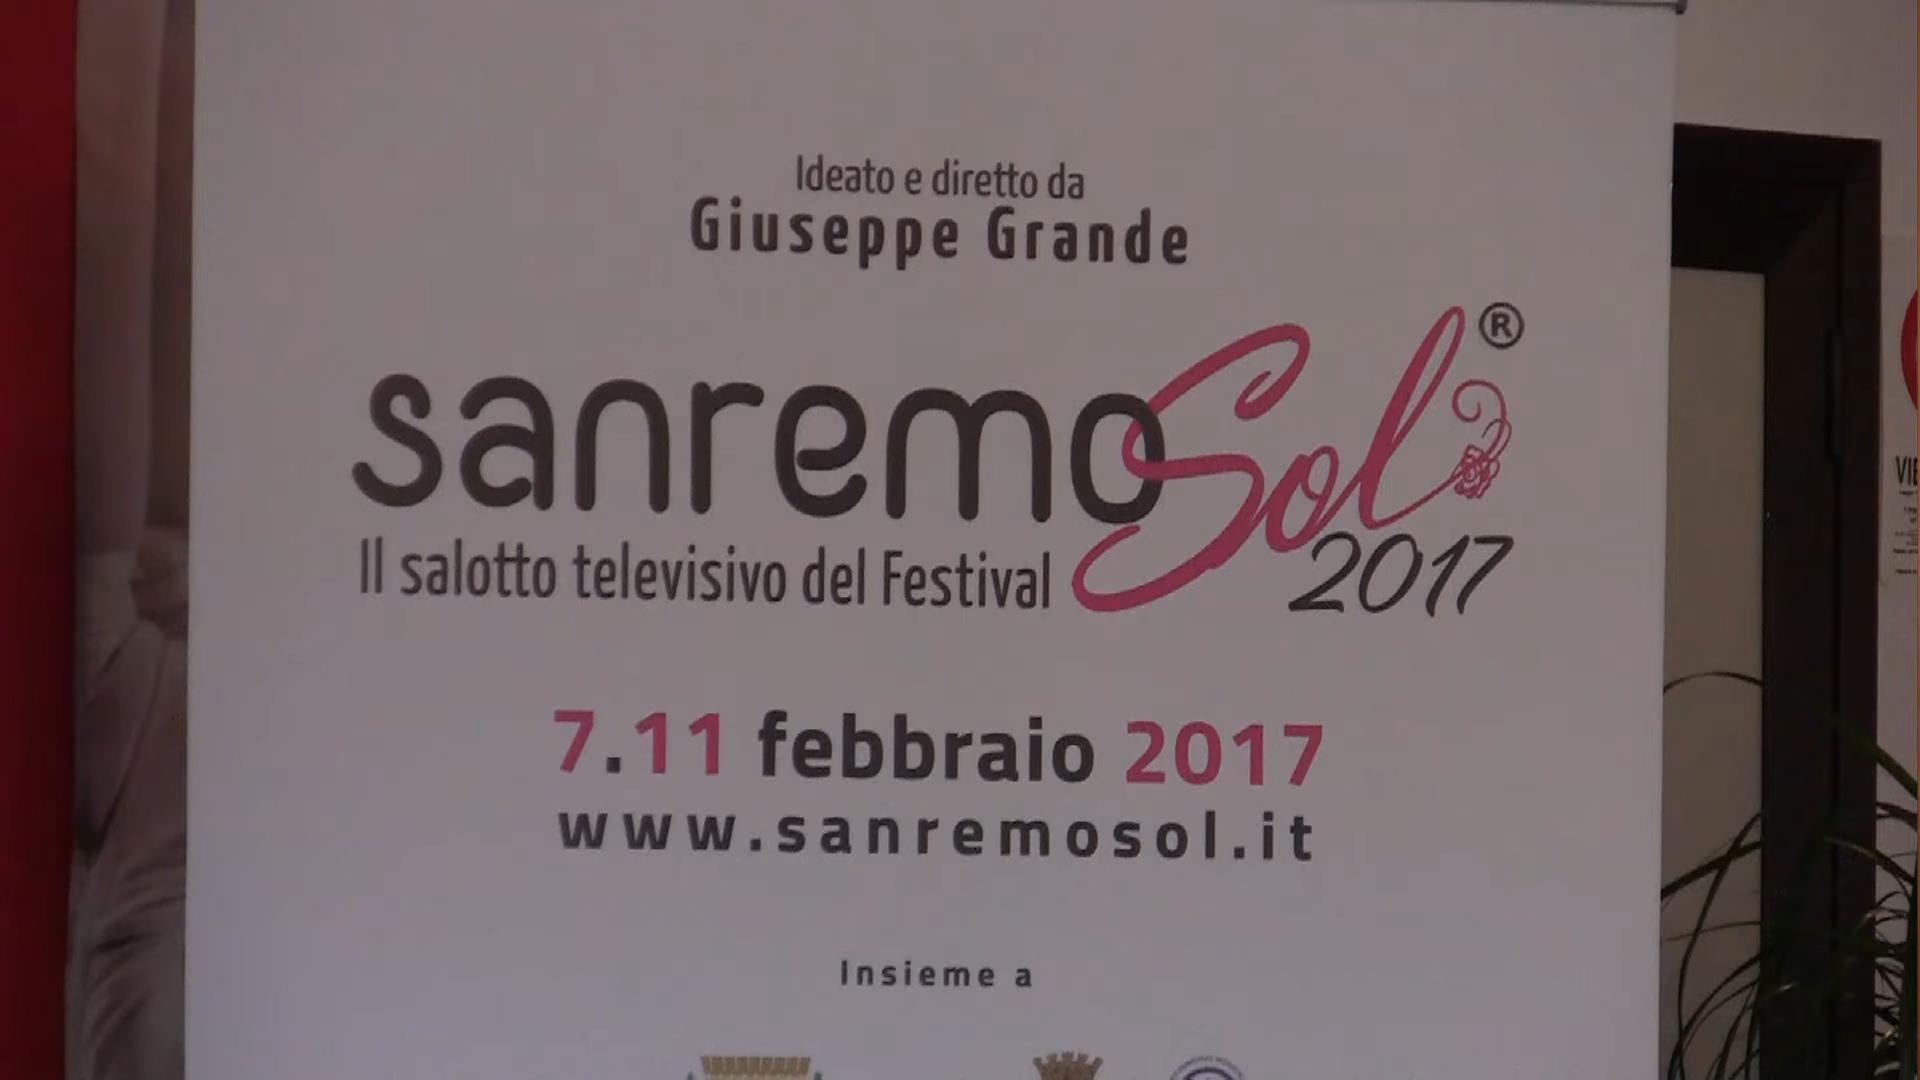 Ideato e diretto da
Giuseppe Grande
sanremoSol®
Il salotto televisivo del Festival
2017
7.11 febbraio 2017
www.sanremosol.it
Insieme a